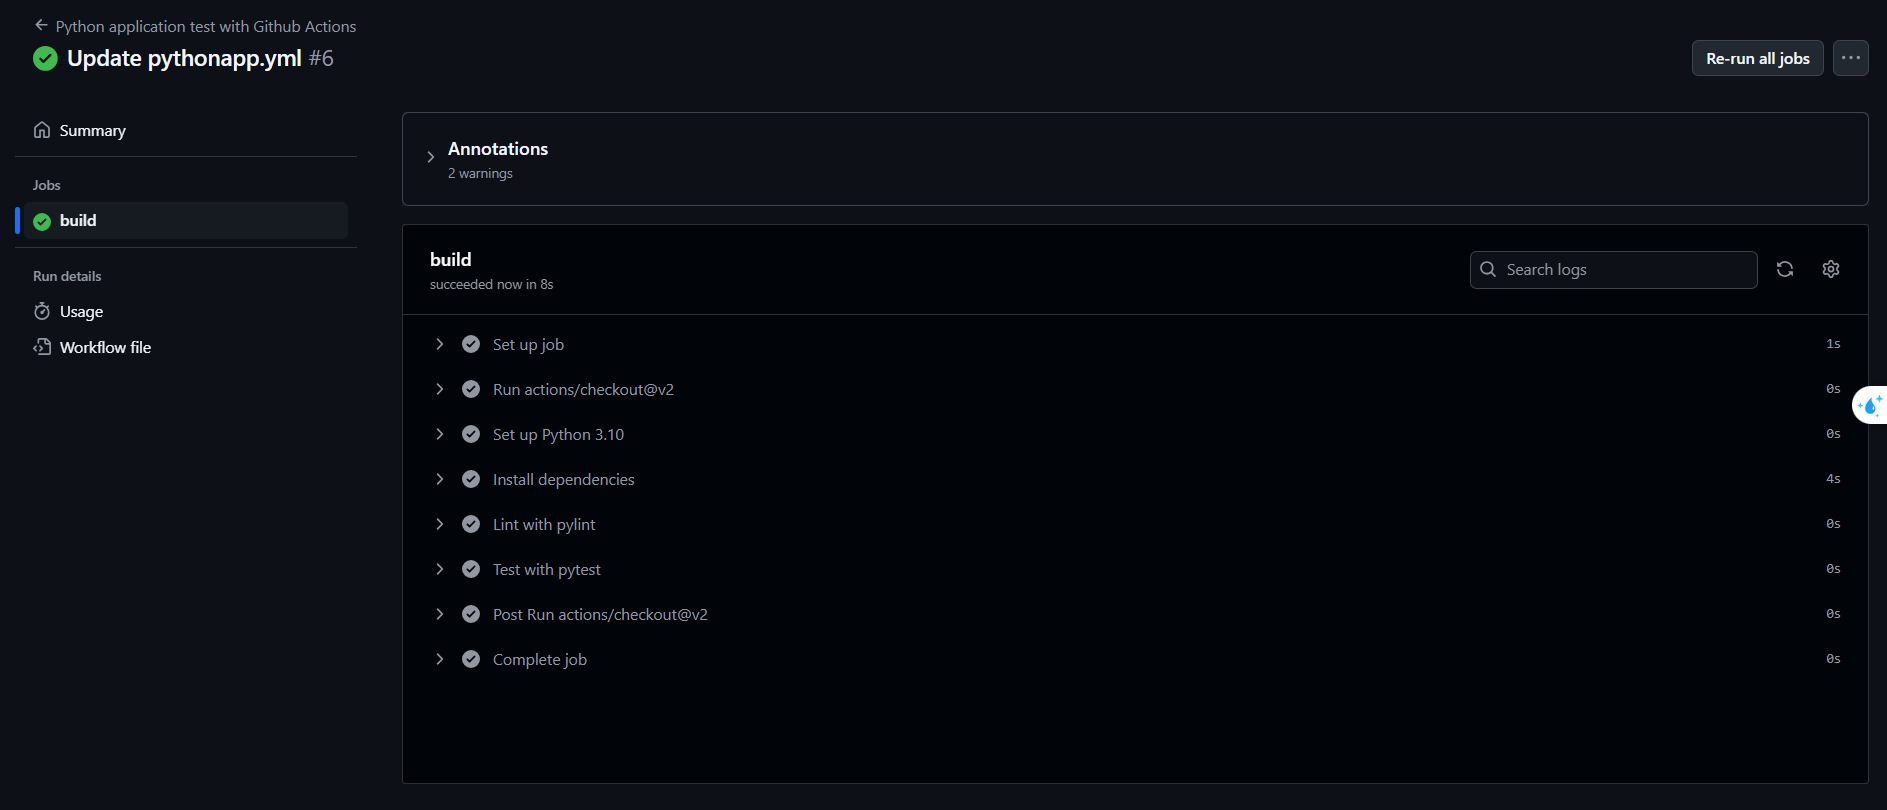 Python application test with Github Actions
Update pythonapp.yml #6
Re-run all jobs
Summary
Jobs
build
Run details
Usage
Workflow file
Annotations
2 warnings
build
succeeded now in 8s
Search logs
Set up job 1s
Run actions/checkout@v2 0s
Set up Python 3.10 0s
Install dependencies 4s
Lint with pylint 0s
Test with pytest 0s
Post Run actions/checkout@v2 0s
Complete job 0s